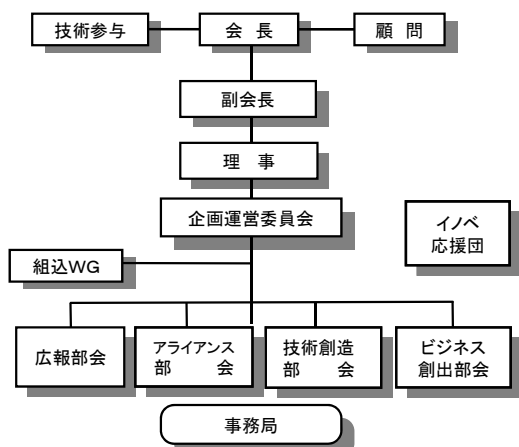 技術参与
会 長
顧 問
副会長
理 事
企画運営委員会
イノベ
応援団
組込WG
広報部会
アライアンス
部 会
技術創造
部 会
ビジネス
創出部会
事務局